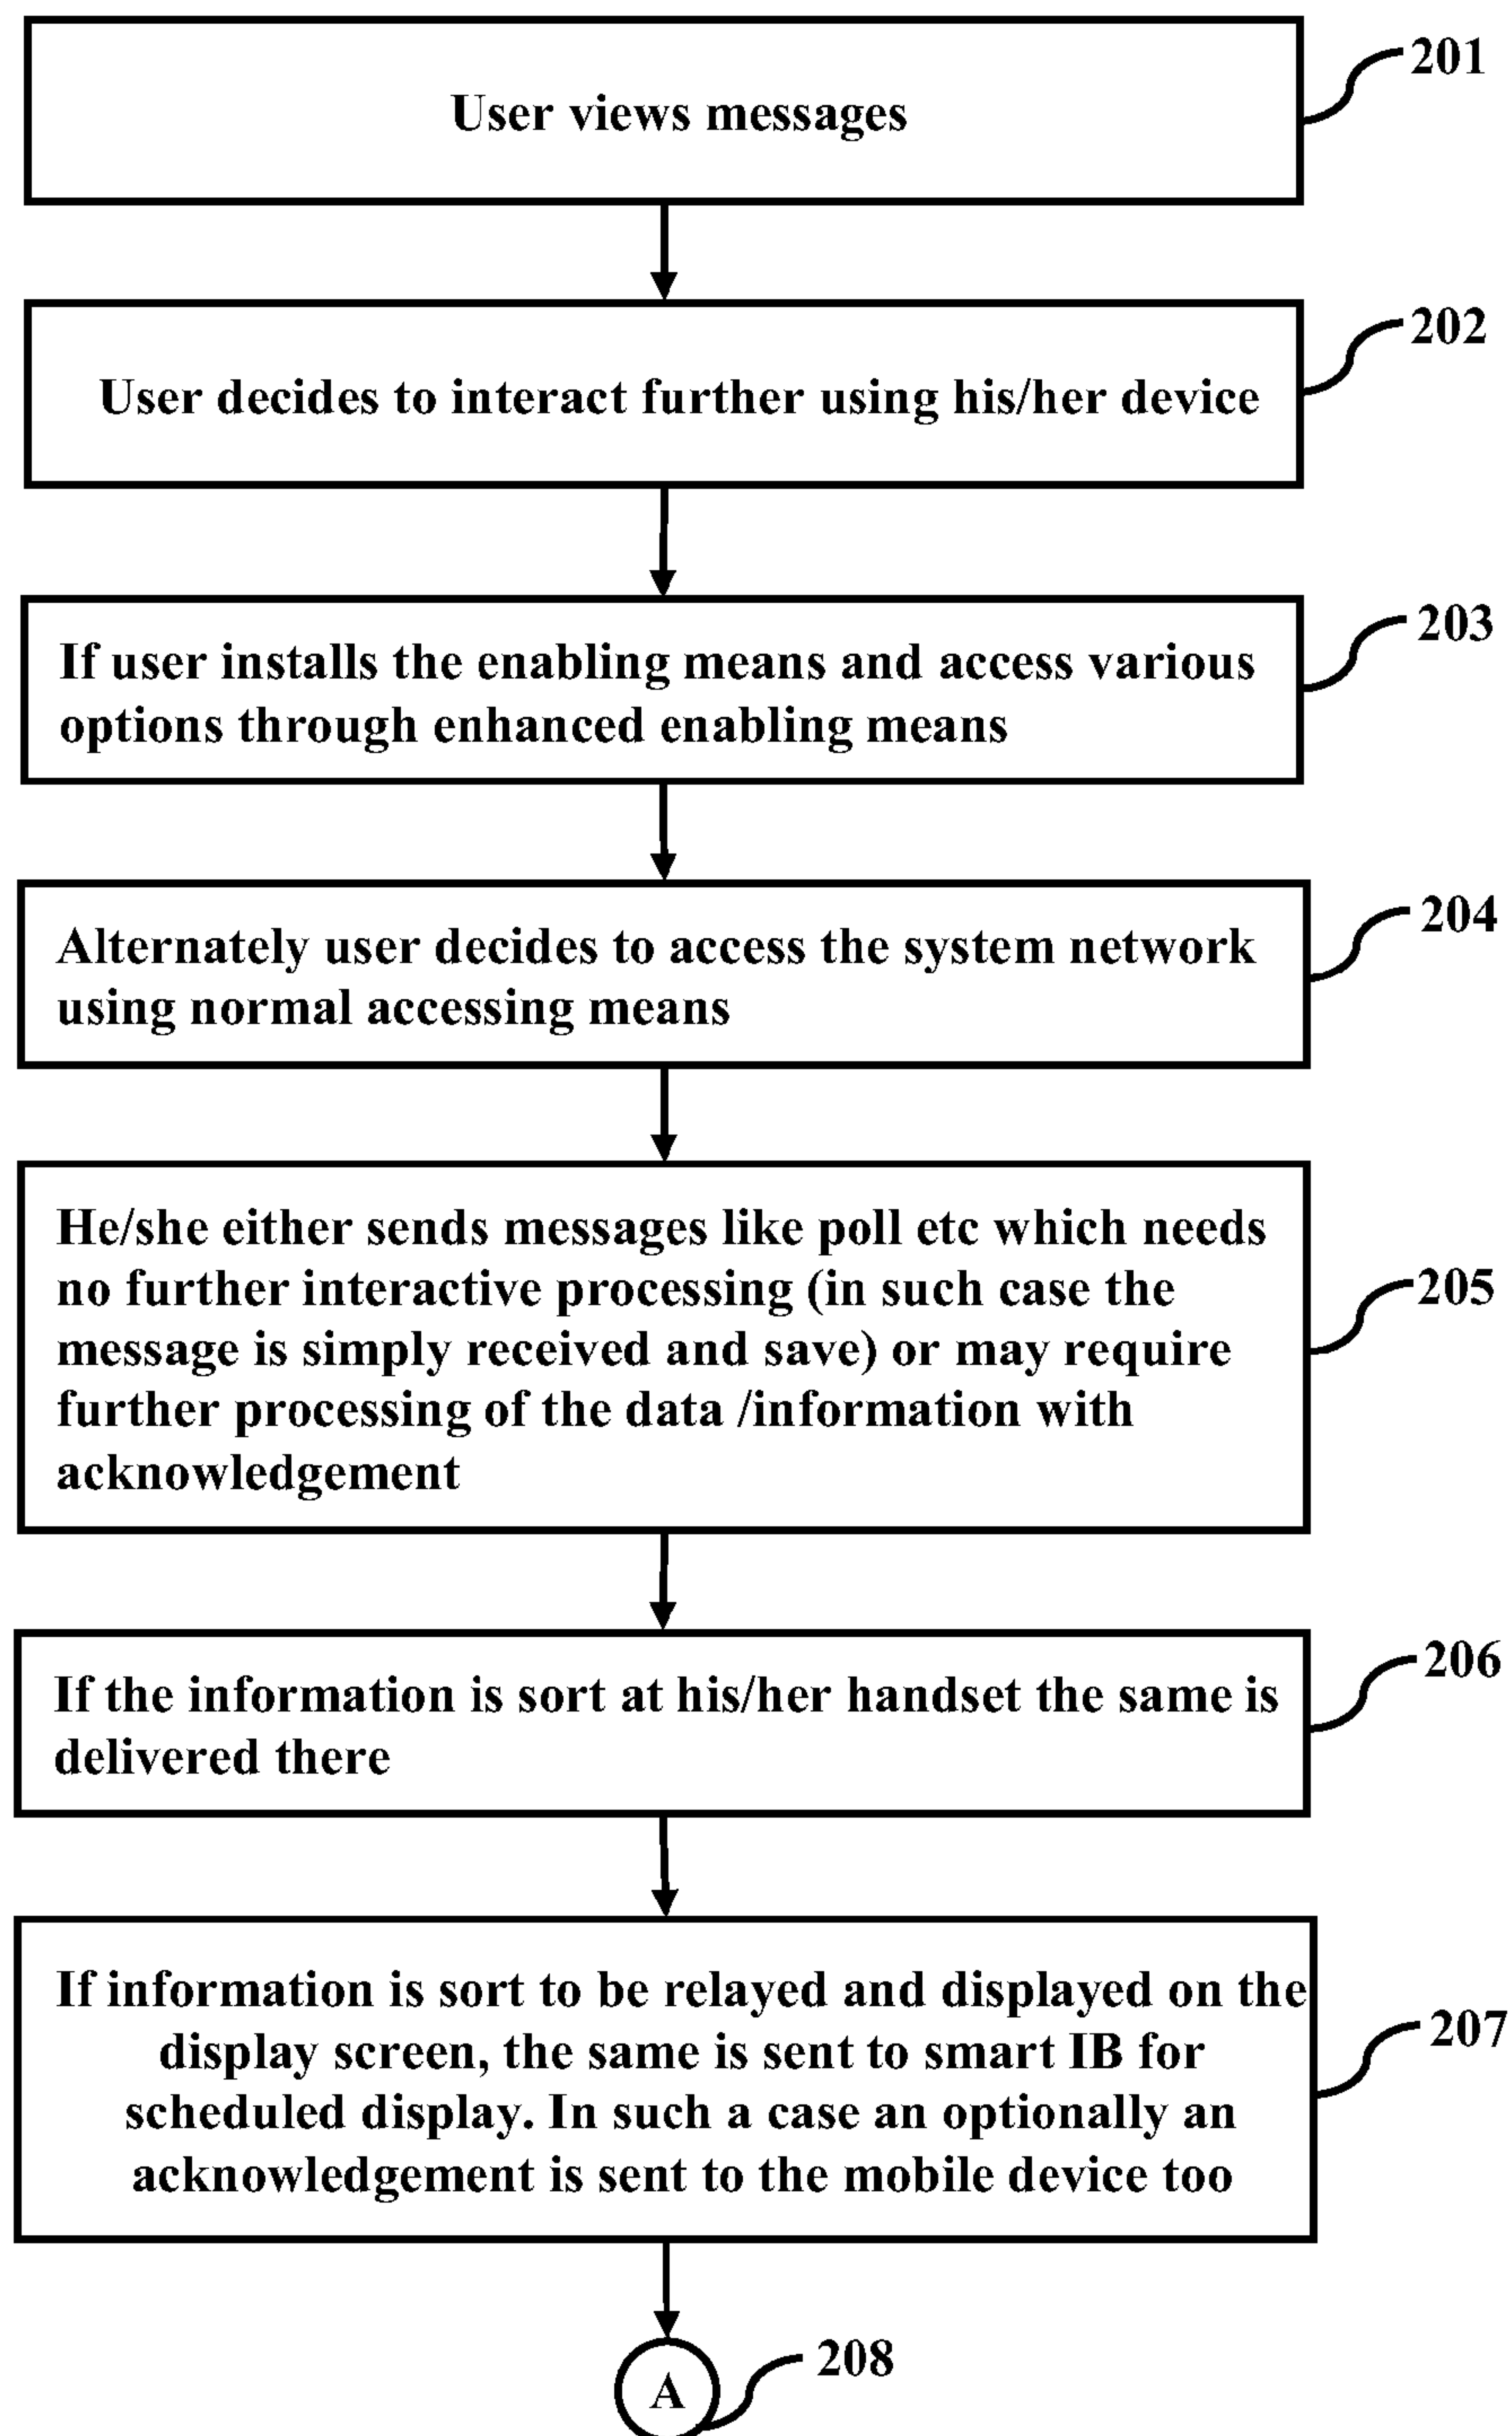 201
User views messages
202
User decides to interact further using his/her device
203
If user installs the enabling means and access various
options through enhanced enabling means
204
Alternately user decides to access the system network
using normal accessing means
He/she either sends messages like poll etc which needs
no further interactive processing (in such case the
205
message is simply received and save) or may require
further processing of the data /information with
acknowledgement
206
If the information is sort at his/her handset the same is
delivered there
If information is sort to be relayed and displayed on the
207
display screen, the same is sent to smart IB for
scheduled display. In such a case an optionally an
acknowledgement is sent to the mobile device too
208
A